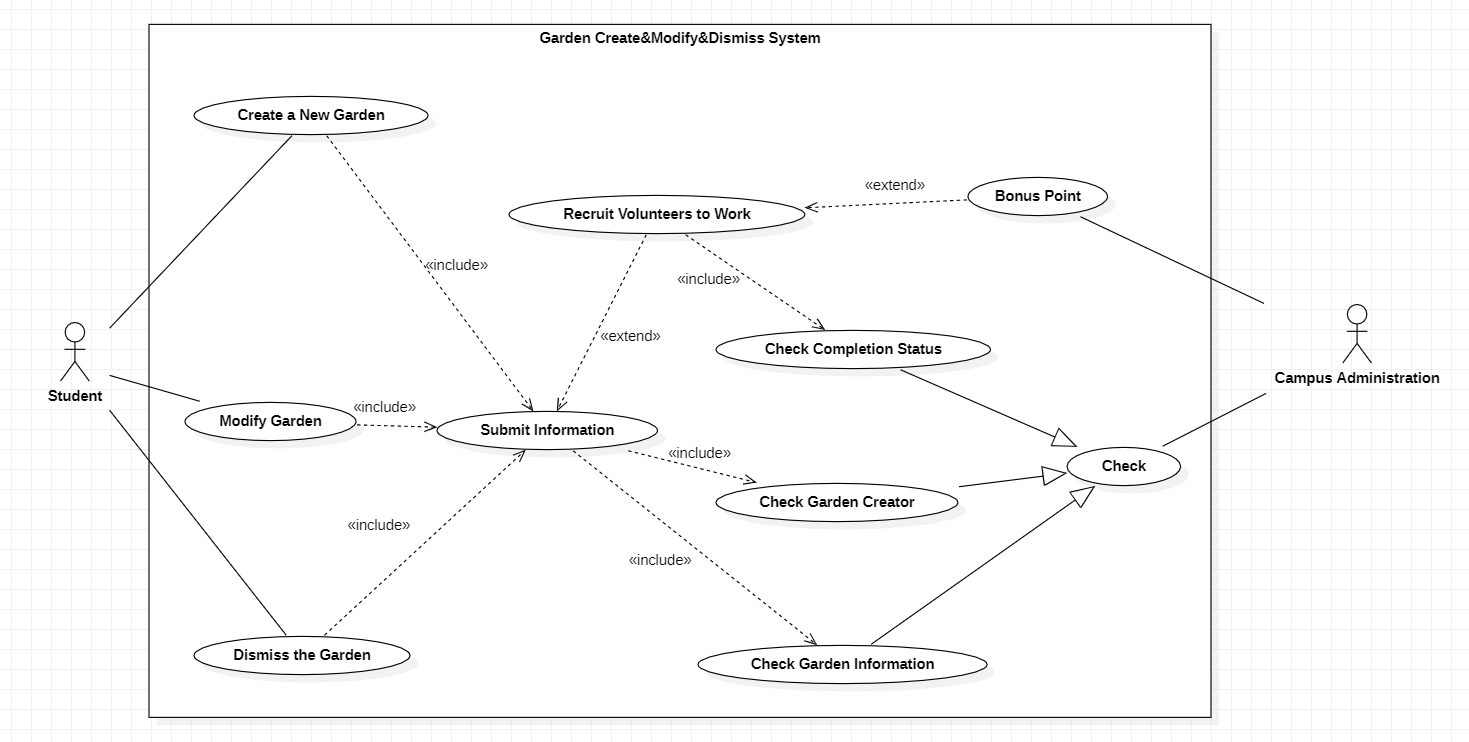 Garden Create&Modify&Dismiss System
Create a New Garden
«extend»
Bonus Point
Recruit Volunteers to Work
«include»
«include»
«extend»
Check Completion Status
Student
Campus Administration
Modify Garden
«include»
Submit Information
«include»
Check
Check Garden Creator
«include»
«include»
Dismiss the Garden
Check Garden Information